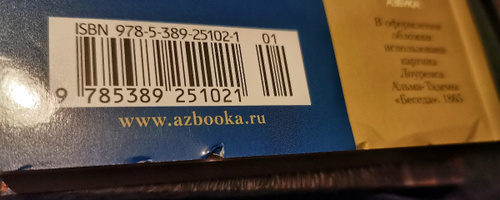 ISBN 978-5-389-25102-1
01
9 785389 251021
www.azbooka.ru
АЗБУКА
В оформлении
обложки
использована
картина
Лоуренса
Альма-Тадемы
«Беседа». 1865